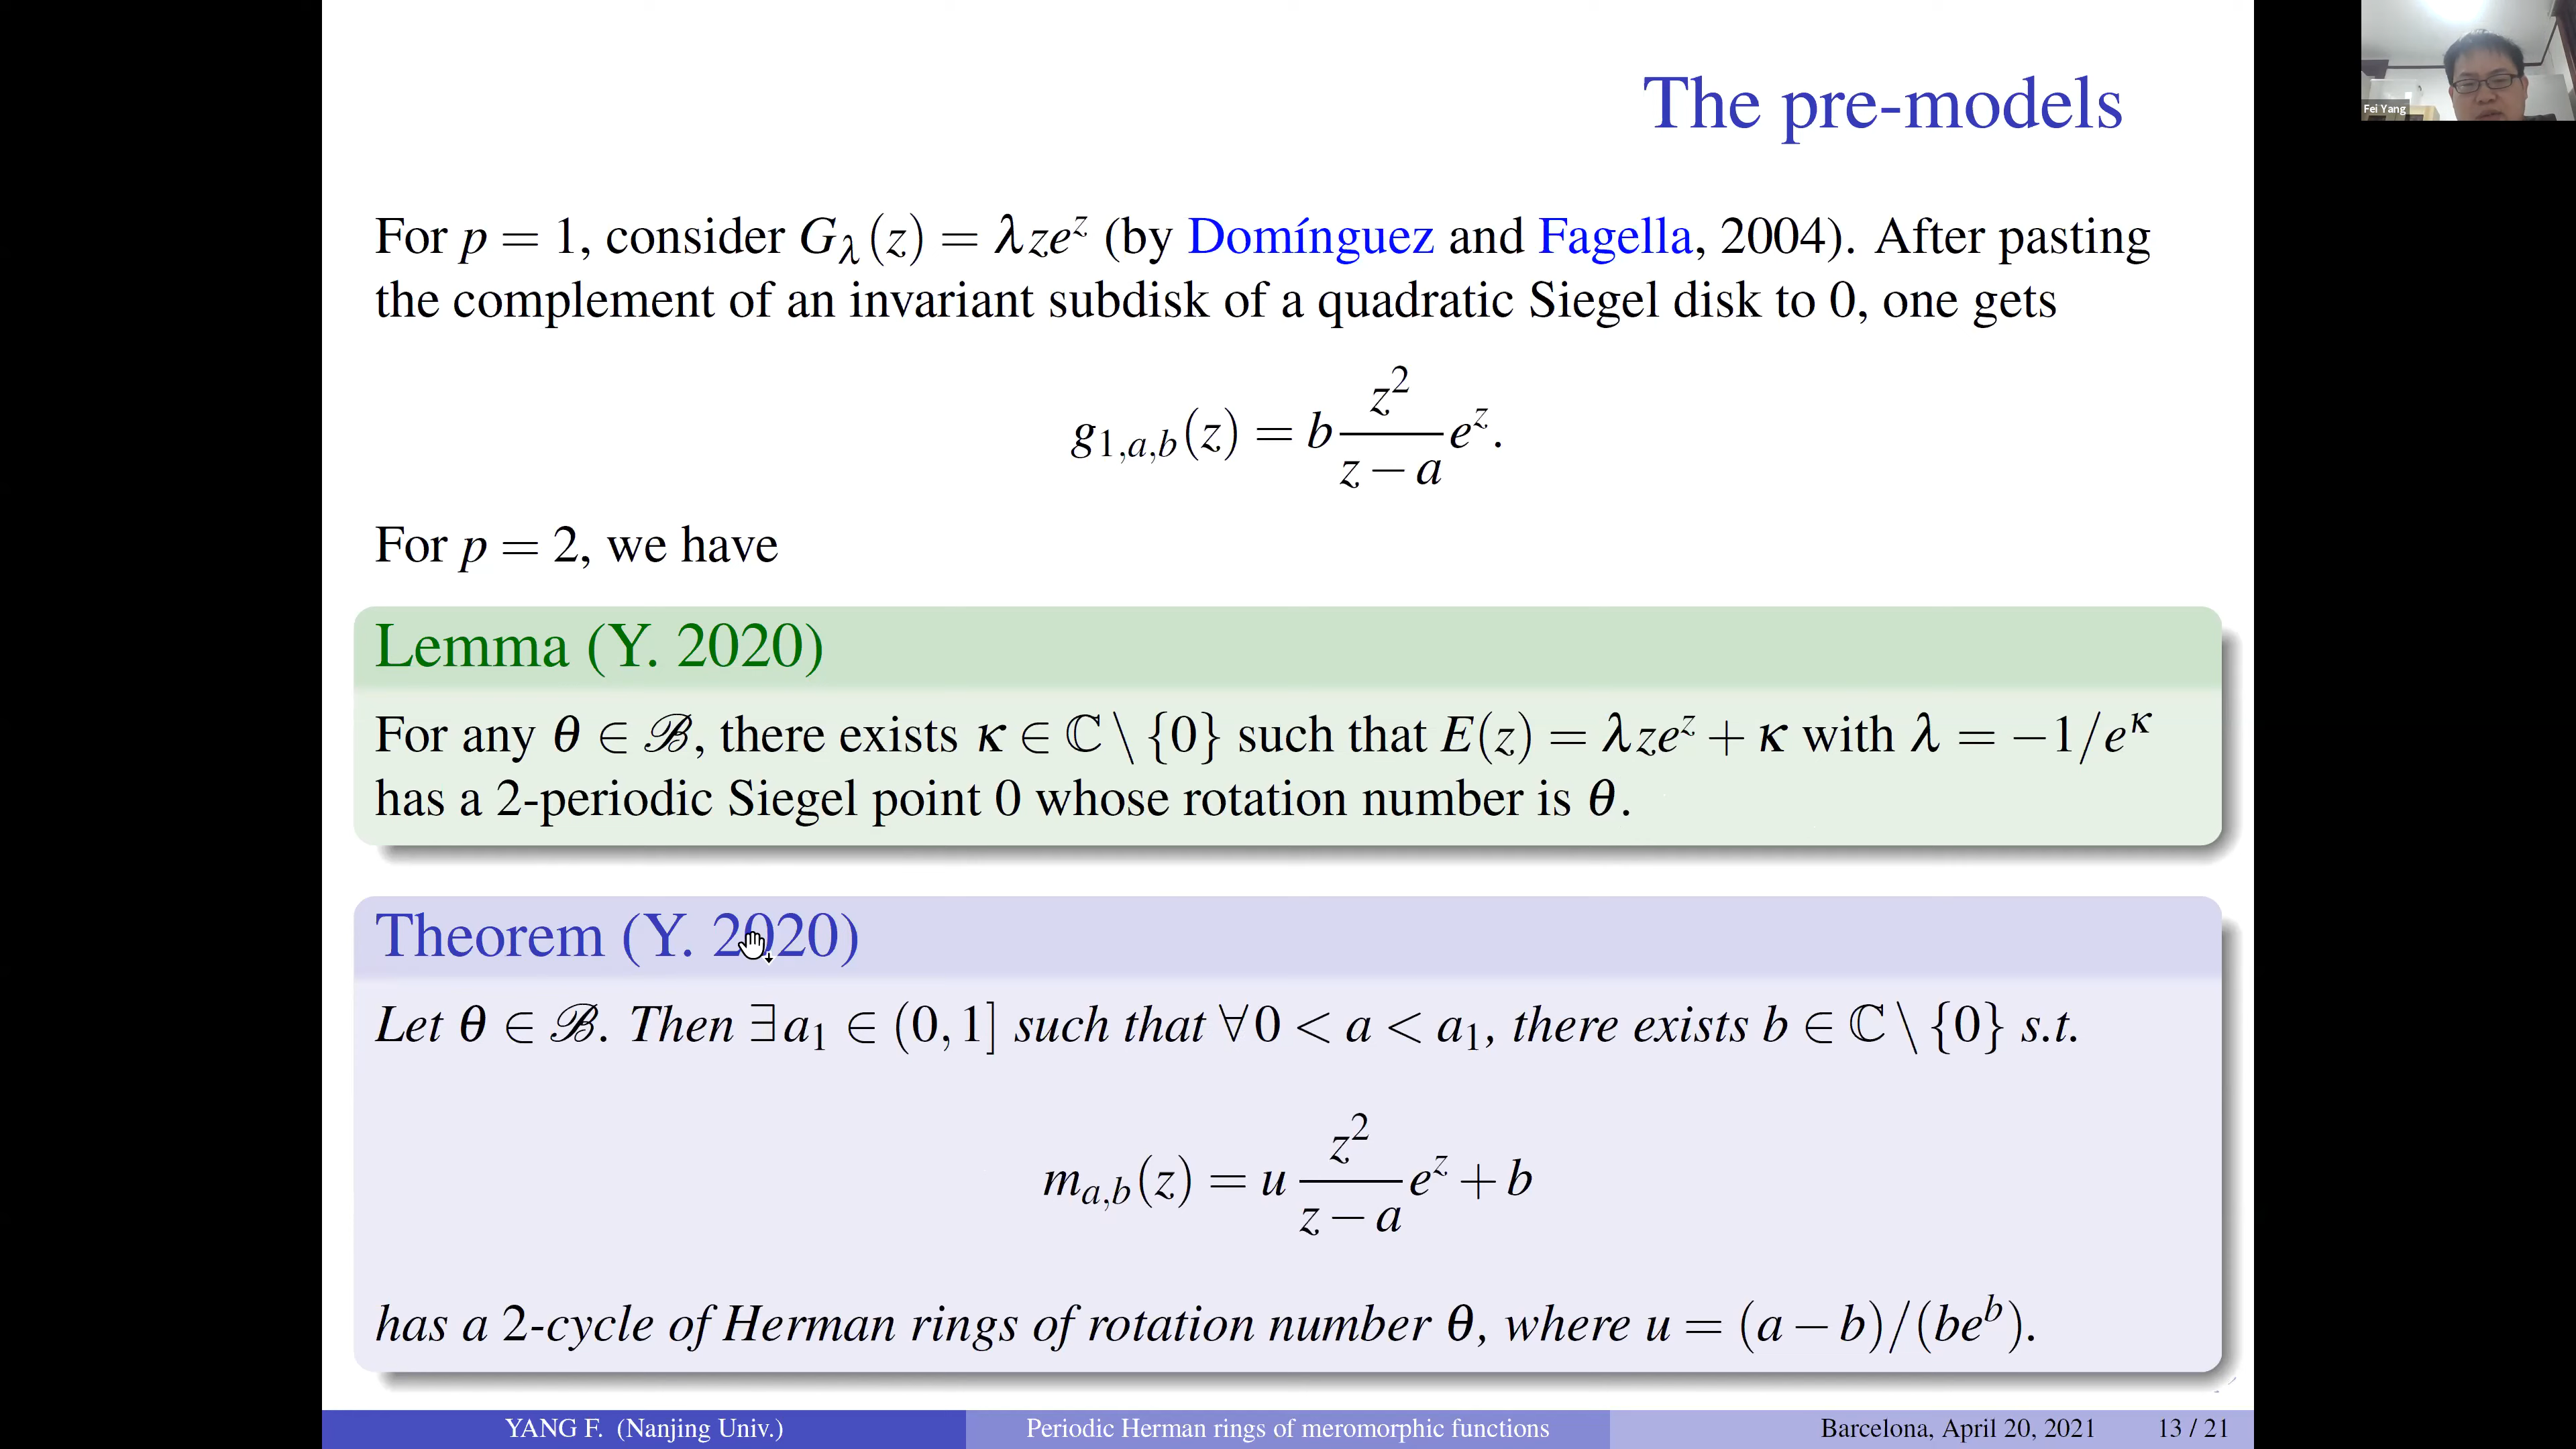 The pre-models
Fei Yang
For p = 1, consider G_λ(z) = λze^z (by Domínguez and Fagella, 2004). After pasting
the complement of an invariant subdisk of a quadratic Siegel disk to 0, one gets
g_{1,a,b}(z) = b \frac{z^2}{z − a} e^z.
For p = 2, we have
Lemma (Y. 2020)
For any θ ∈ ℬ, there exists κ ∈ ℂ \ {0} such that E(z) = λze^z + κ with λ = −1/e^κ
has a 2-periodic Siegel point 0 whose rotation number is θ.
Theorem (Y. 2020)
Let θ ∈ ℬ. Then ∃a_1 ∈ (0, 1] such that ∀0 < a < a_1, there exists b ∈ ℂ \ {0} s.t.
m_{a,b}(z) = u \frac{z^2}{z − a} e^z + b
has a 2-cycle of Herman rings of rotation number θ, where u = (a − b)/(be^b).
YANG F. (Nanjing Univ.) Periodic Herman rings of meromorphic functions Barcelona, April 20, 2021 13 / 21